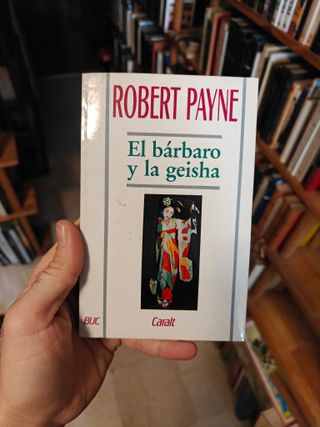 ROBERT PAYNE
El bárbaro
y la geisha
BUC
Caralt